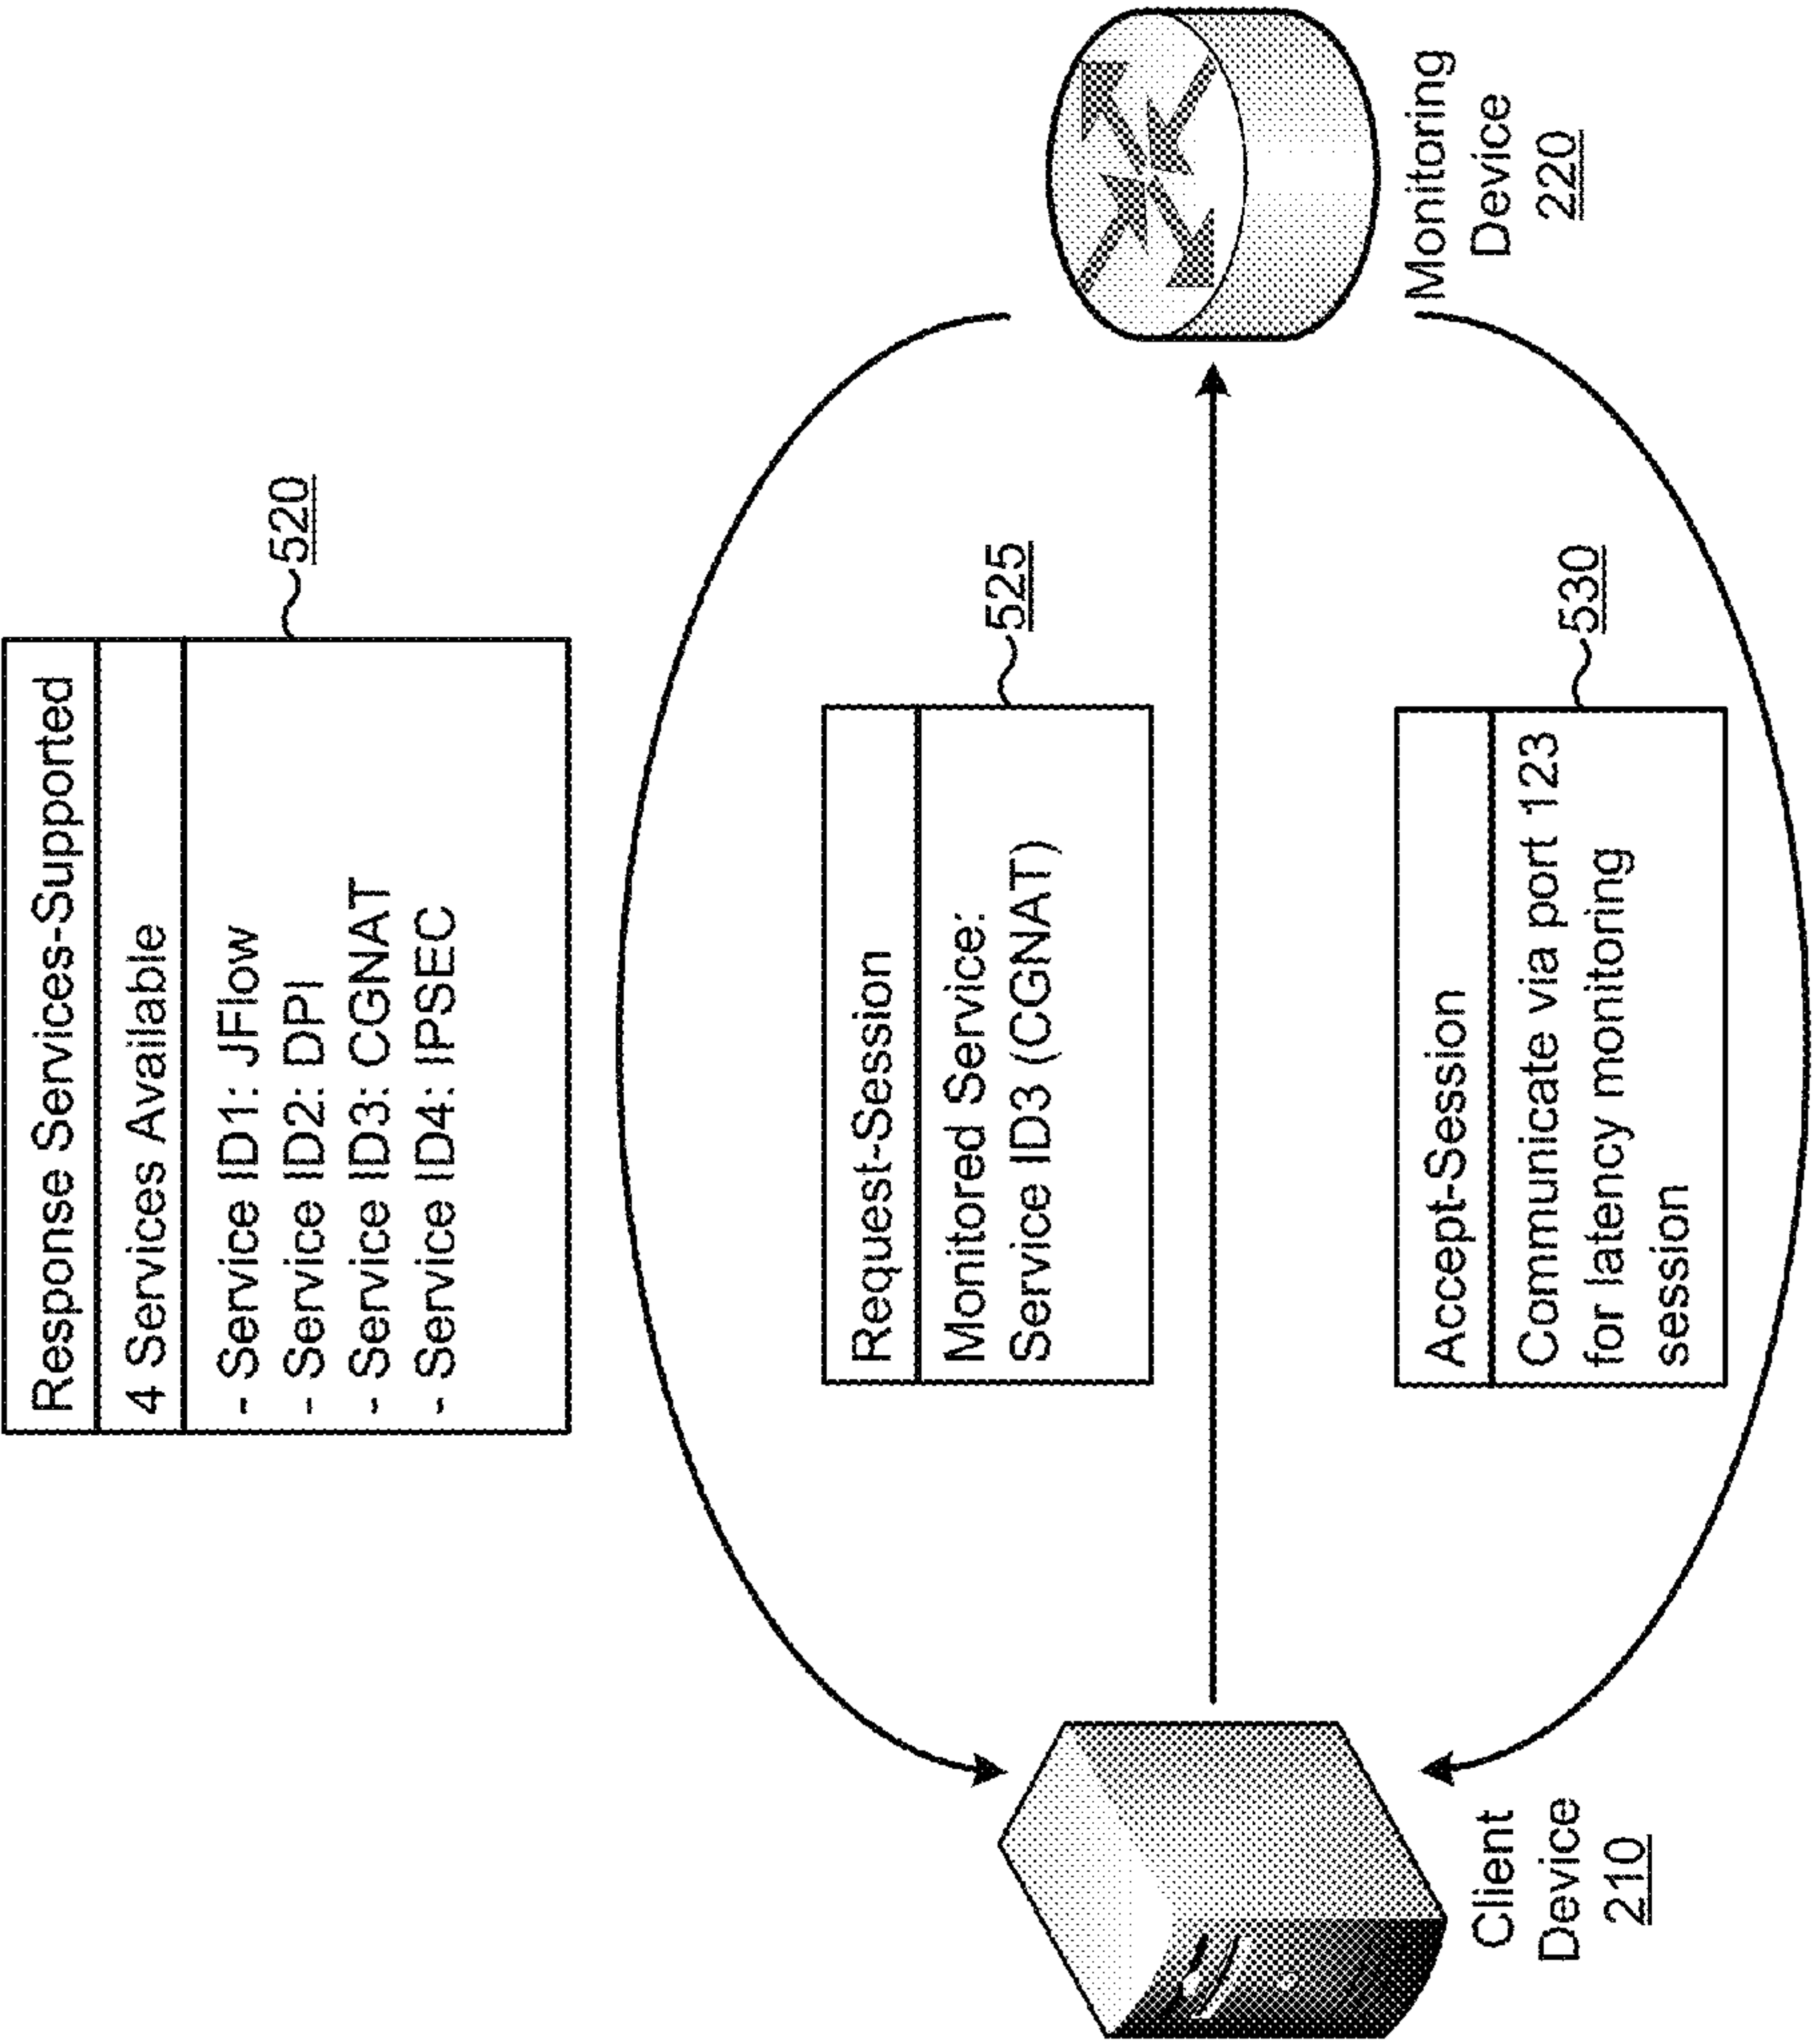 Response Services-Supported
4 Services Available
- Service ID1: JFlow
- Service ID2: DPI
- Service ID3: CGNAT
- Service ID4: IPSEC
520
Request-Session
Monitored Service:
Service ID3 (CGNAT)
525
Accept-Session
Communicate via port 123
for latency monitoring
session
530
Client
Device
210
Monitoring
Device
220